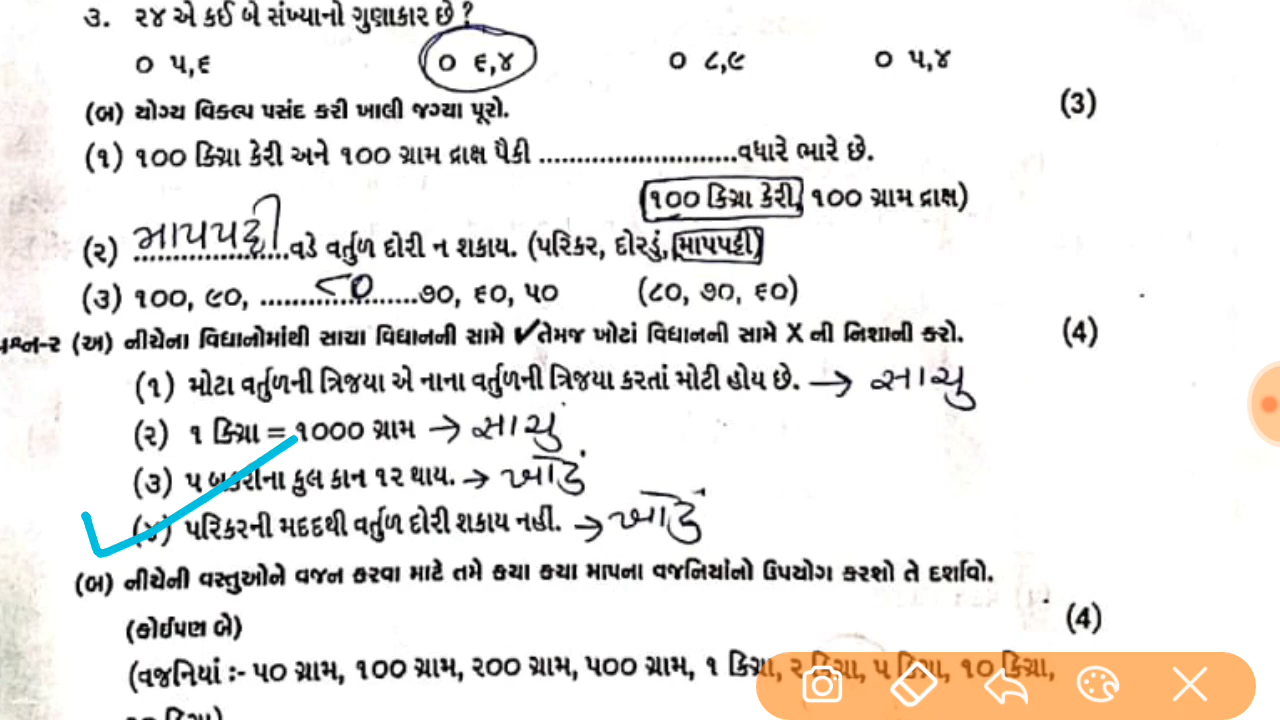 ૩. ૨૪ એ કઈ બે સંખ્યાનો ગુણાકાર છે ?
૦ ૫,૬ ૦ ૬,૪ ૦ ૮,૯ ૦ ૫,૪
(બ) યોગ્ય વિકલ્પ પસંદ કરી ખાલી જગ્યા પૂરો. (3)
(૧) ૧૦૦ કિગ્રા કેરી અને ૧૦૦ ગ્રામ દ્રાક્ષ પૈકી ..........................વધારે ભારે છે.
૧૦૦ કિગ્રા કેરી, ૧૦૦ ગ્રામ દ્રાક્ષ)
(૨) માપપટ્ટી વડે વર્તુળ દોરી ન શકાય. (પરિકર, દોરડું, માપપટ્ટી)
(૩) ૧૦૦, ૯૦, ૮૦ ૭૦, ૬૦, ૫૦ (૮૦, ૭૦, ૬૦)
પ્રશ્ન-૨ (અ) નીચેના વિધાનોમાંથી સાચા વિધાનની સામે ✔તેમજ ખોટાં વિધાનની સામે X ની નિશાની કરો. (4)
(૧) મોટા વર્તુળની ત્રિજયા એ નાના વર્તુળની ત્રિજયા કરતાં મોટી હોય છે. → સાચુ
(૨) ૧ કિગ્રા = ૧૦૦૦ ગ્રામ → સાચું
(૩) ૫ બકરીના કુલ કાન ૧૨ થાય. → ખોટું
(૪) પરિકરની મદદથી વર્તુળ દોરી શકાય નહીં. → ખોટું
(બ) નીચેની વસ્તુઓને વજન કરવા માટે તમે કયા કયા માપના વજનિયાંનો ઉપયોગ કરશો તે દર્શાવો.
(કોઈપણ બે) (4)
(વજનિયાં :- ૫૦ ગ્રામ, ૧૦૦ ગ્રામ, ૨૦૦ ગ્રામ, ૫૦૦ ગ્રામ, ૧ કિગ્રા, ૨ કિગ્રા, ૫ કિગ્રા, ૧૦ કિગ્રા,